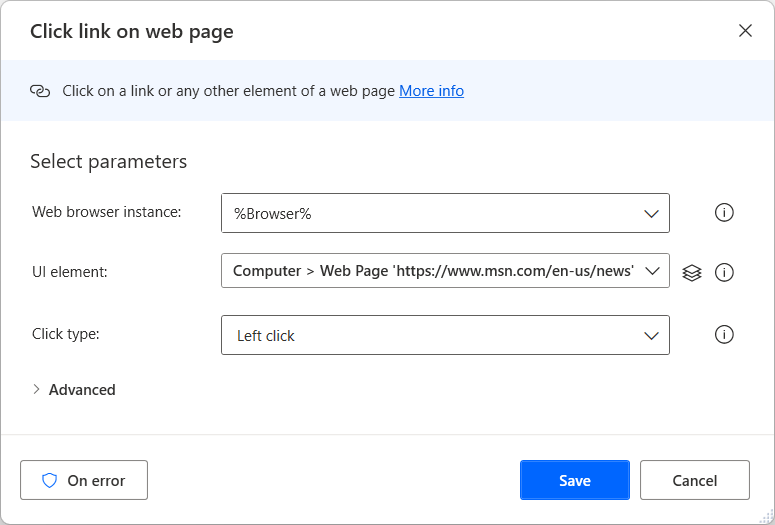 Click link on web page
Click on a link or any other element of a web page More info
Select parameters
Web browser instance: %Browser%
UI element: Computer > Web Page 'https://www.msn.com/en-us/news'
Click type: Left click
Advanced
On error Save Cancel